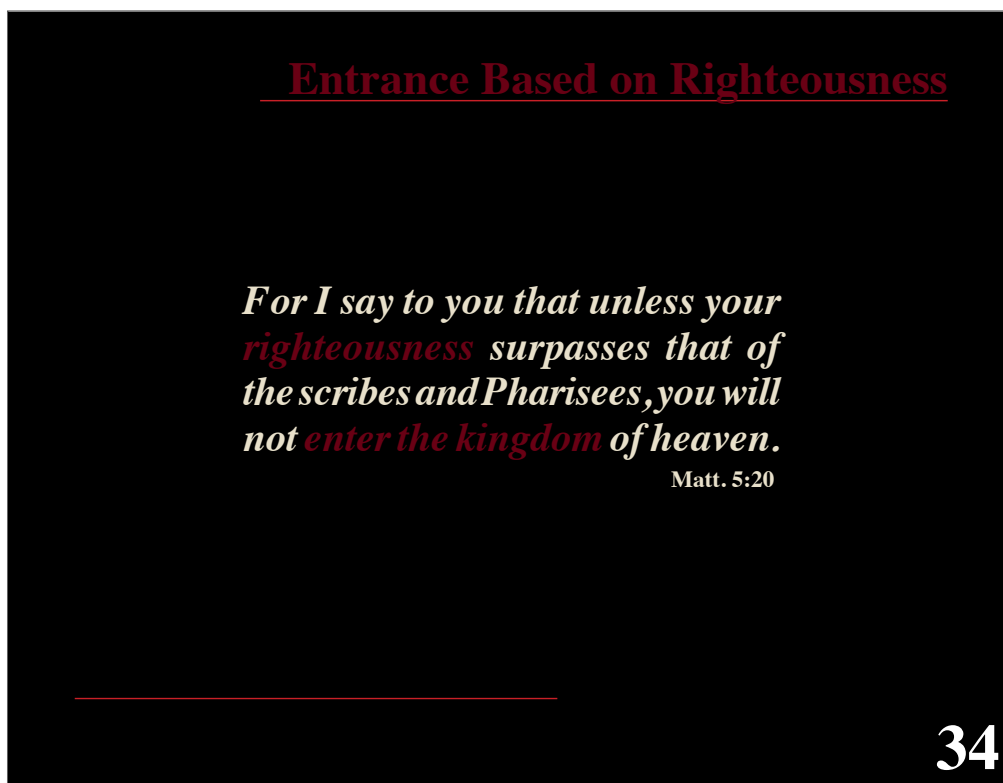 Entrance Based on Righteousness
For I say to you that unless your
righteousness surpasses that of
the scribes and Pharisees, you will
not enter the kingdom of heaven.
Matt. 5:20
34